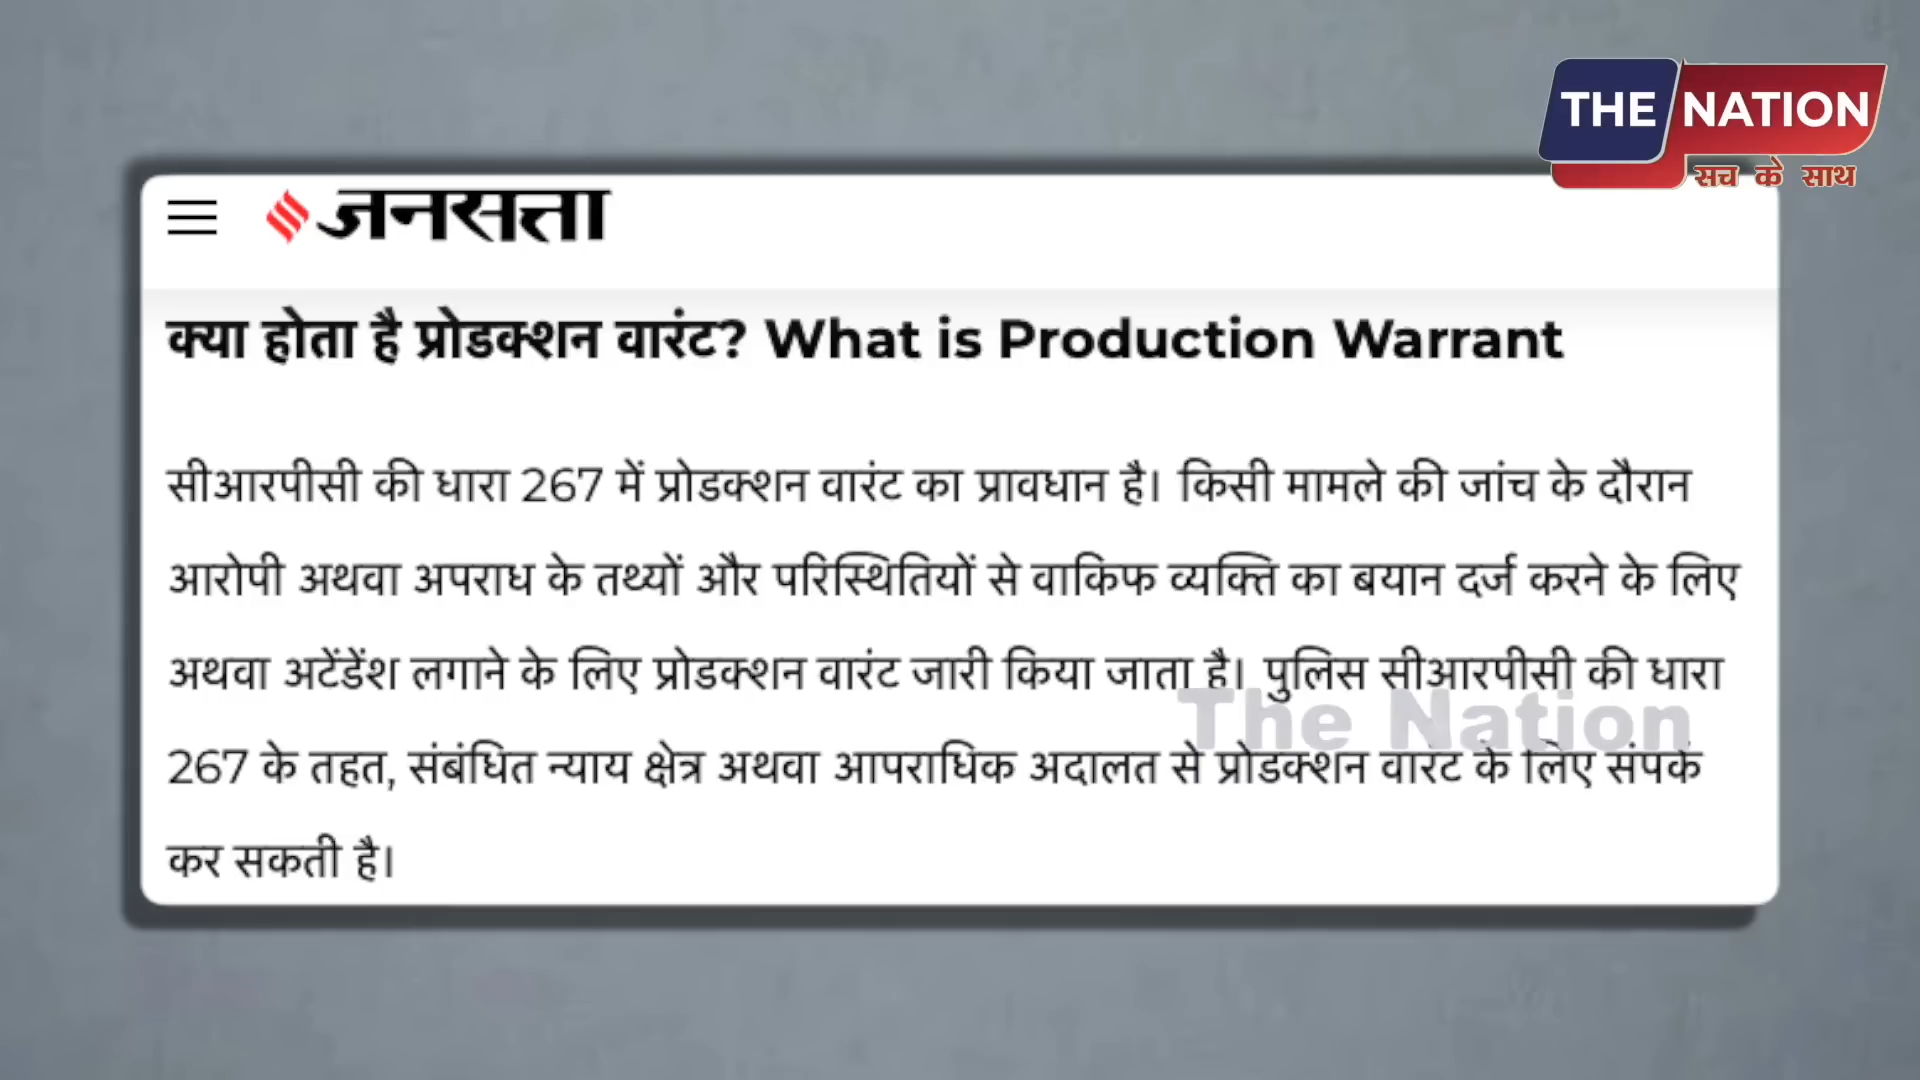 THE NATION
सच के साथ
जनसत्ता
क्या होता है प्रोडक्शन वारंट? What is Production Warrant
सीआरपीसी की धारा 267 में प्रोडक्शन वारंट का प्रावधान है। किसी मामले की जांच के दौरान
आरोपी अथवा अपराध के तथ्यों और परिस्थितियों से वाकिफ व्यक्ति का बयान दर्ज करने के लिए
अथवा अटेंडेंश लगाने के लिए प्रोडक्शन वारंट जारी किया जाता है। पुलिस सीआरपीसी की धारा
The Nation
267 के तहत, संबंधित न्याय क्षेत्र अथवा आपराधिक अदालत से प्रोडक्शन वारंट के लिए संपर्क
कर सकती है।